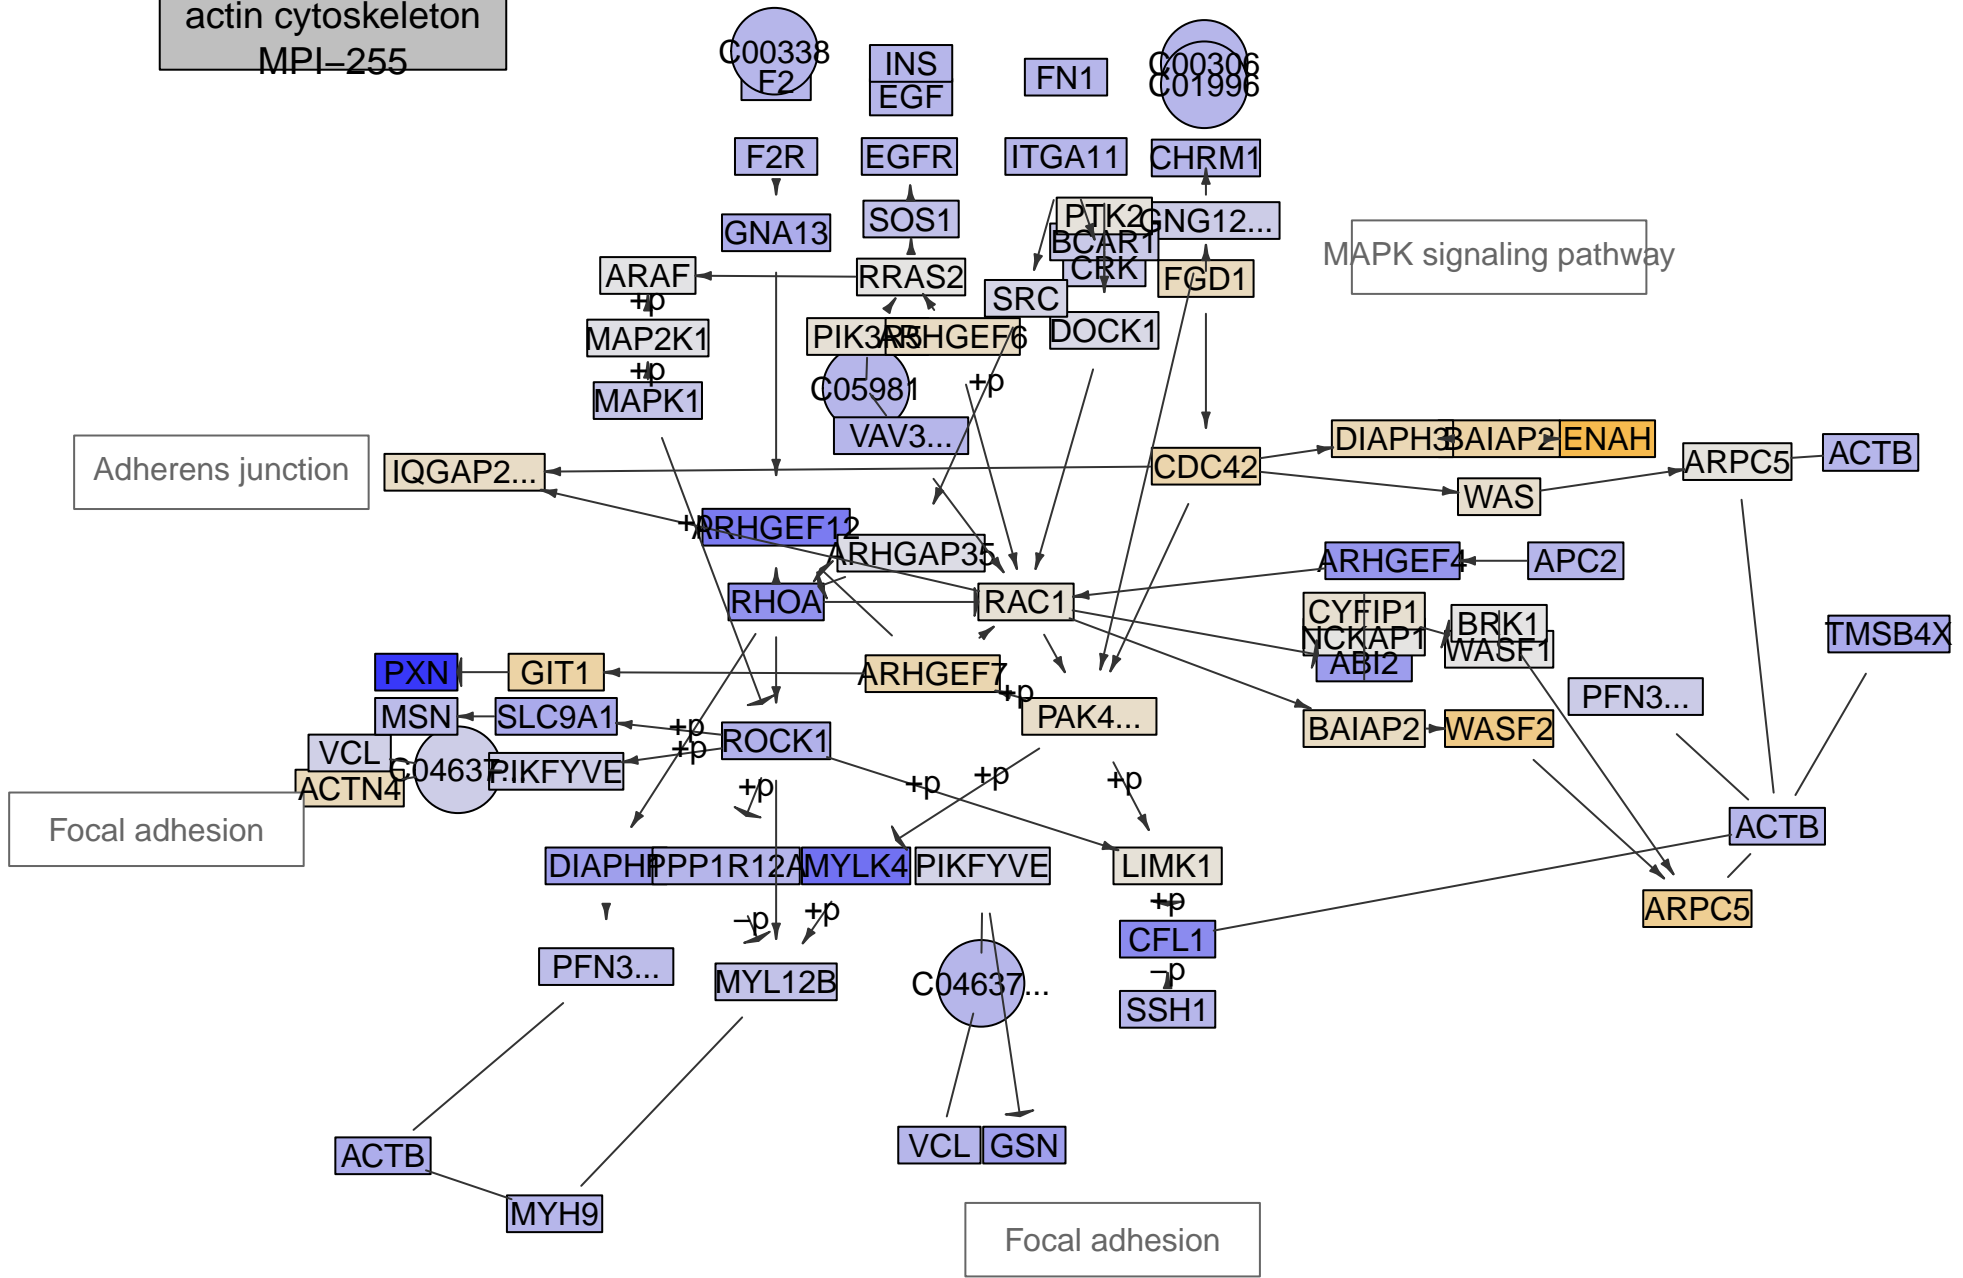 actin cytoskeleton
MPI−255
C00338
F2
INS
EGF
FN1
C00306
C01996
F2R
EGFR
ITGA11
CHRM1
GNA13
SOS1
PTK2
GNG12...
BCAR1
CRK
MAPK signaling pathway
ARAF
RRAS2
SRC
FGD1
+p
MAP2K1
ARHGEF6
DOCK1
+p
MAPK1
C05981
+p
VAV3...
DIAPH3
BAIAP2
ENAH
ARPC5
ACTB
Adherens junction
IQGAP2...
CDC42
WAS
+p
ARHGEF12
ARHGAP35
ARHGEF4
APC2
RHOA
RAC1
CYFIP1
NCKAP1
ABI2
BRK1
WASF1
TMSB4X
PXN
GIT1
ARHGEF7
+p
PFN3...
MSN
SLC9A1
+p
PAK4...
BAIAP2
WASF2
VCL
ACTN4
C04637...
PIKFYVE
+p
ROCK1
+p
+p
+p
+p
Focal adhesion
ACTB
PPP1R12A
MYLK4
PIKFYVE
LIMK1
−p
+p
+p
ARPC5
CFL1
PFN3...
MYL12B
C04637...
−p
SSH1
ACTB
VCL
GSN
MYH9
Focal adhesion